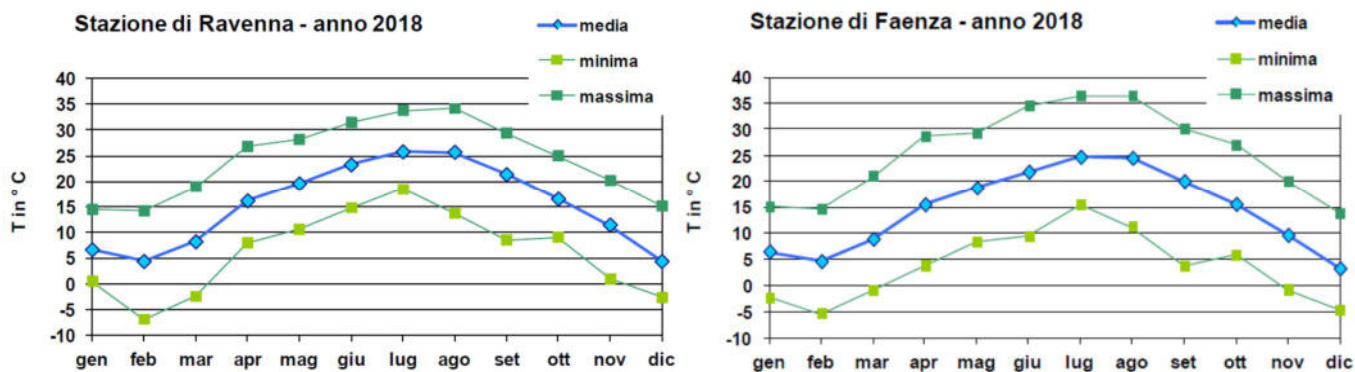 Stazione di Ravenna - anno 2018
media
minima
massima
T in ° C
40
35
30
25
20
15
10
5
0
-5
-10
gen feb mar apr mag giu lug ago set ott nov dic
Stazione di Faenza - anno 2018
media
minima
massima
T in ° C
40
35
30
25
20
15
10
5
0
-5
-10
gen feb mar apr mag giu lug ago set ott nov dic